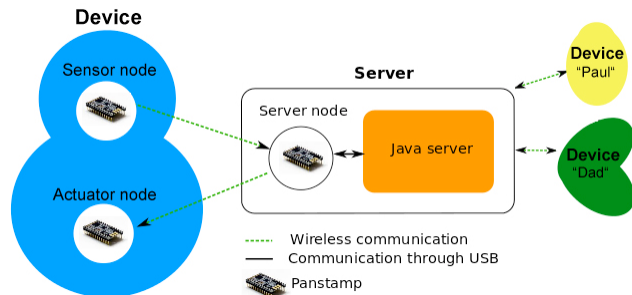 Device
Sensor node
Actuator node
Server
Server node
Java server
Device
“Paul“
Device
“Dad“
Wireless communication
Communication through USB
Panstamp